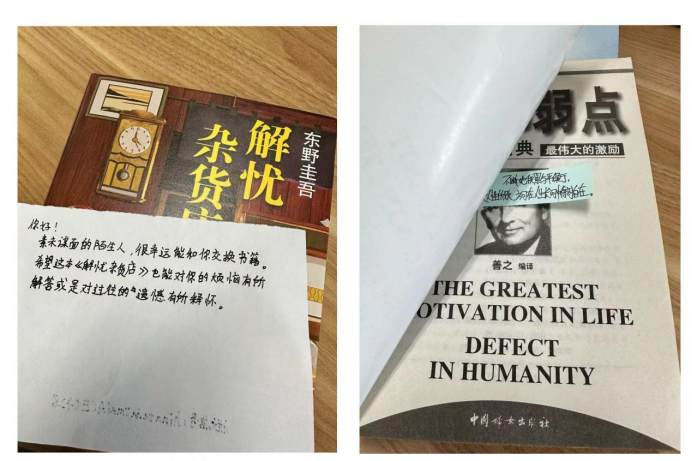 东野圭吾
解忧
杂货店
你好！
素未谋面的陌生人，很幸运能和你交换书籍。
希望这本《解忧杂货店》也能对你的烦恼有所
解答或是对过往的遗憾有所释怀。
弱点
典 最伟大的激励
善之 编译
THE GREATEST
OTIVATION IN LIFE
DEFECT
IN HUMANITY
中国妇女出版社